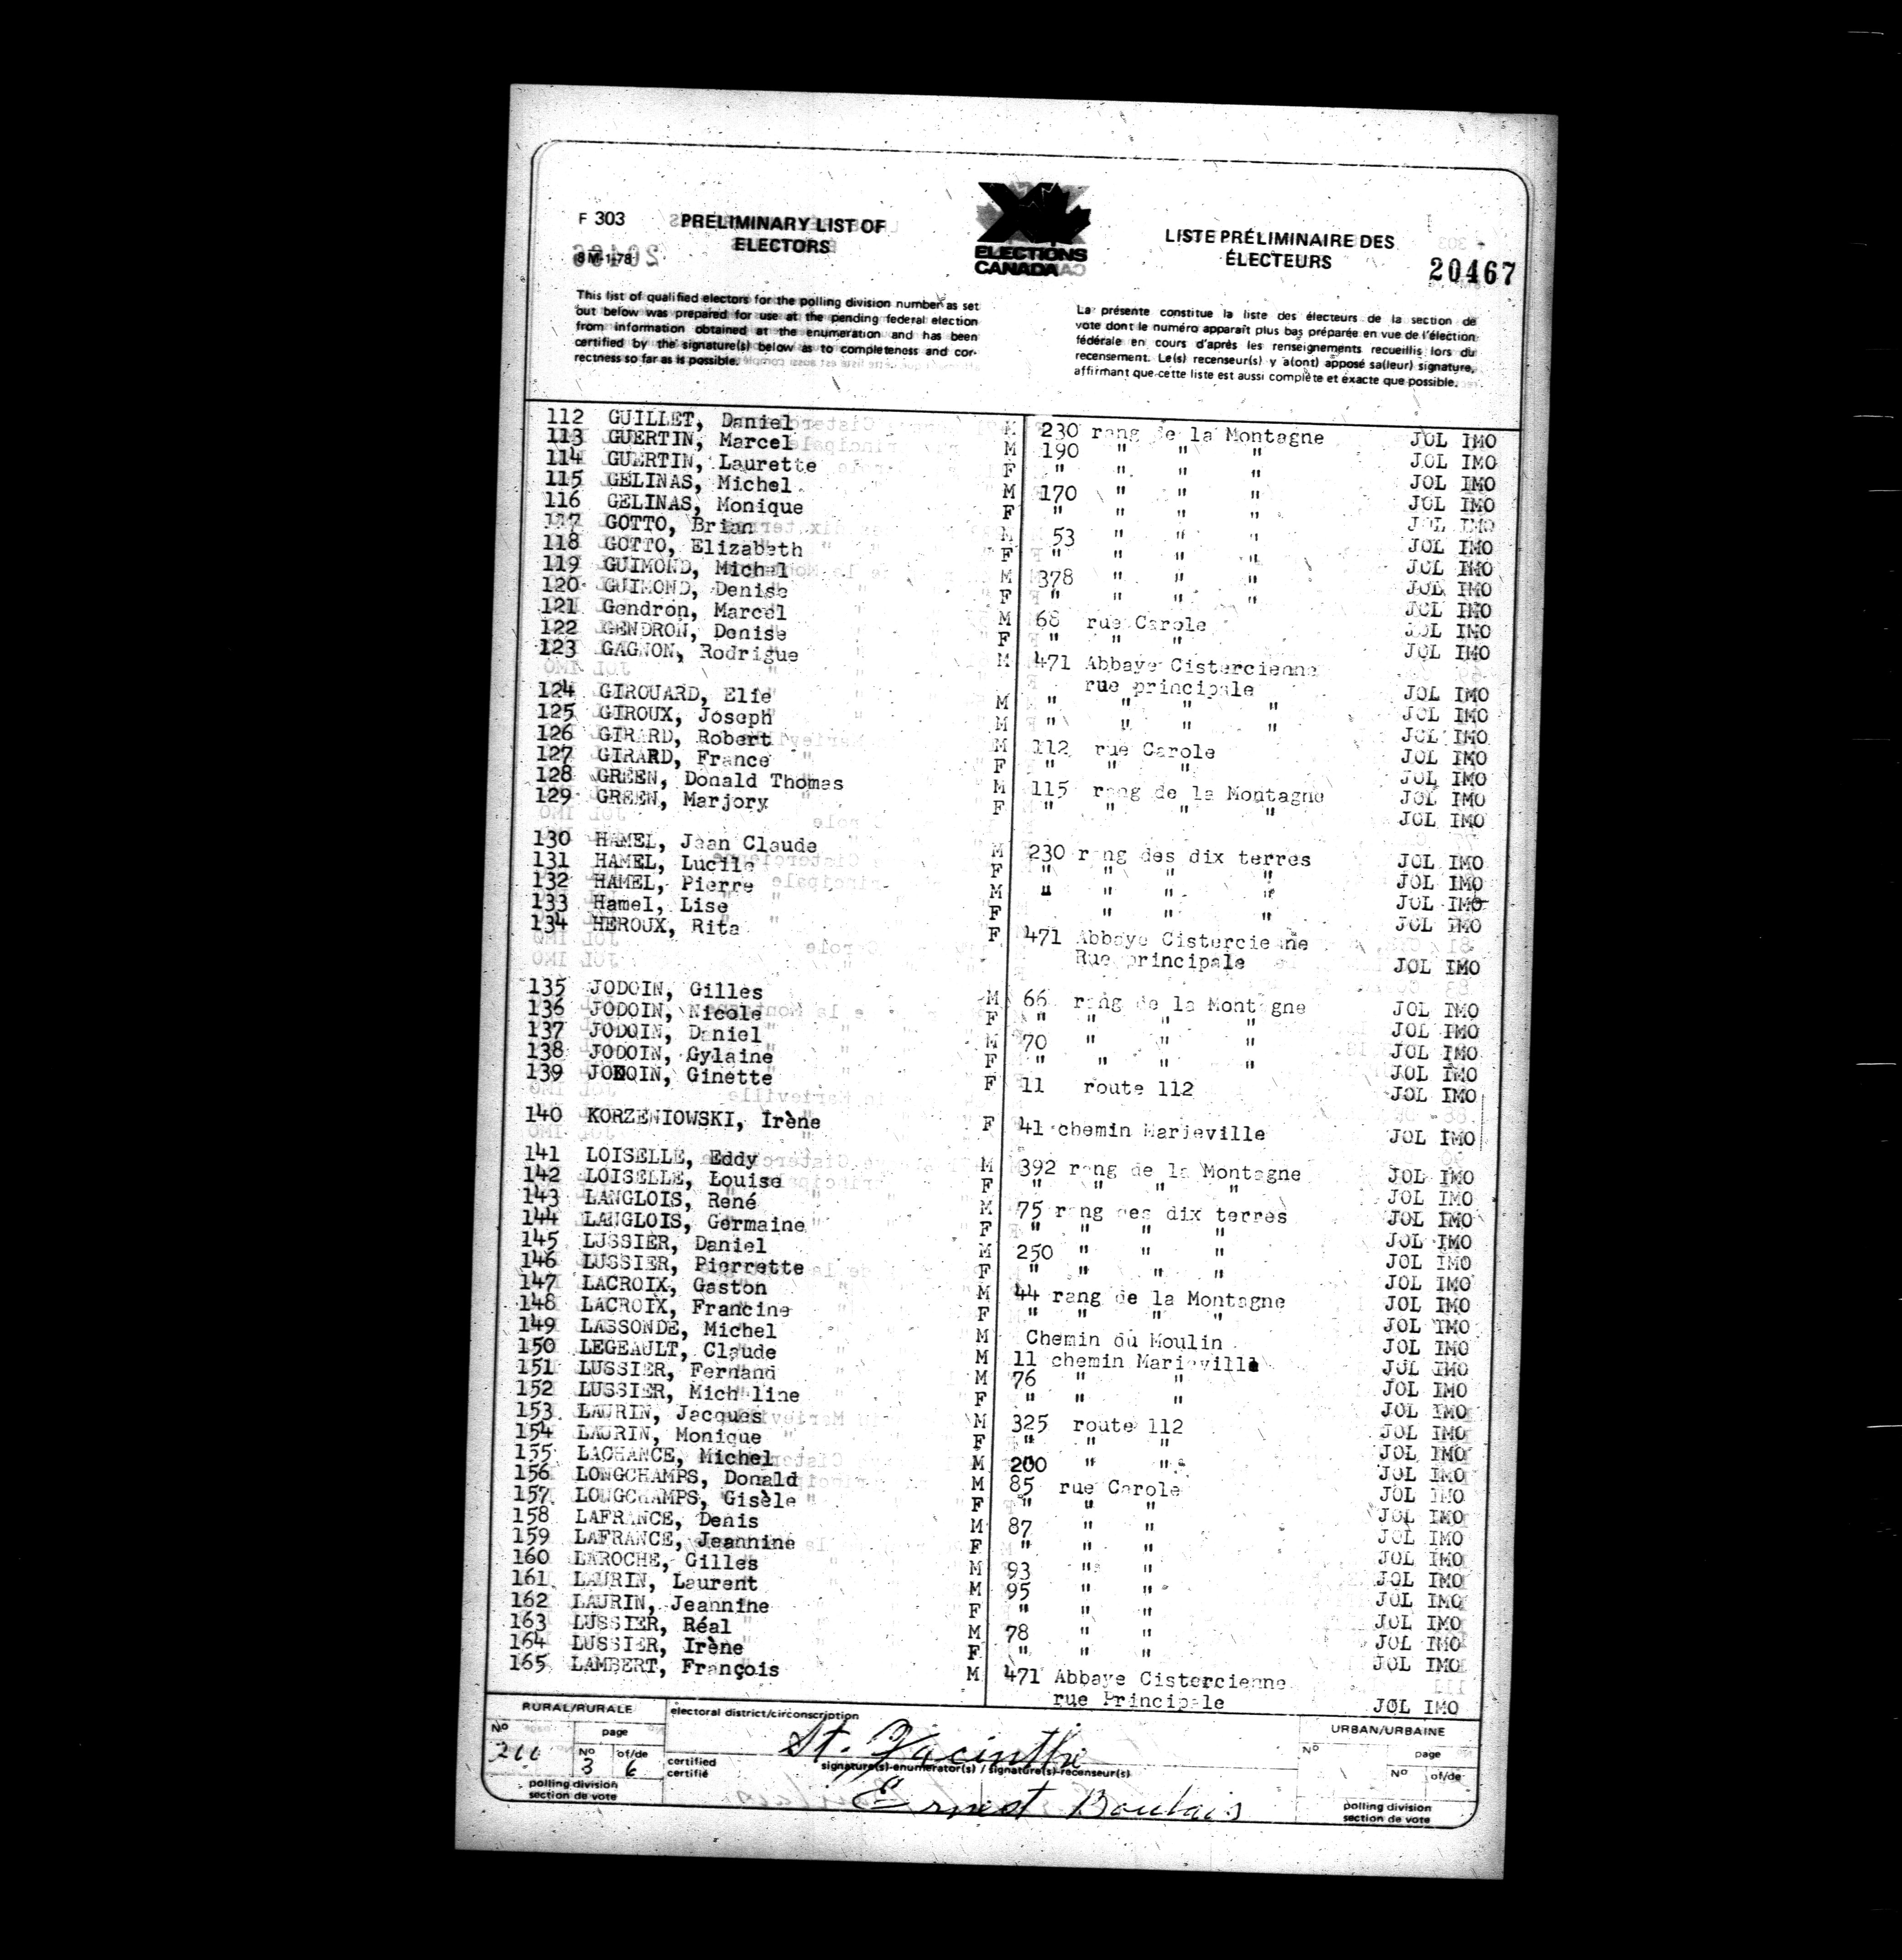 F 303
PRELIMINARY LIST OF
ELECTORS
8 M-1-78
ELECTIONS
CANADA
LISTE PRÉLIMINAIRE DES
ÉLECTEURS
20467
This list of qualified electors for the polling division number as set
out below was prepared for use at the pending federal election
from information obtained at the enumeration and has been
certified by the signature(s) below as to completeness and cor-
rectness so far as is possible.
La présente constitue la liste des électeurs de la section de
vote dont le numéro apparaît plus bas préparée en vue de l'élection
fédérale en cours d'après les renseignements recueillis lors du
recensement. Le(s) recenseur(s) y a(ont) apposé sa(leur) signature,
affirmant que cette liste est aussi complète et exacte que possible.
112 GUILLET, Daniel M 230 rang de la Montagne JOL IMO
113 GUERTIN, Marcel M 190 " " " JOL IMO
114 GUERTIN, Laurette F " " " " JOL IMO
115 GELINAS, Michel M 170 " " " JOL IMO
116 GELINAS, Monique F " " " " JOL IMO
117 GOTTO, Brian M 53 " " " JOL IMO
118 GOTTO, Elizabeth F " " " " JOL IMO
119 GUIMOND, Michel M 378 " " " JOL IMO
120 GUIMOND, Denise F " " " " JOL IMO
121 Gendron, Marcel M 68 rue Carole JOL IMO
122 GENDRON, Denise F " " " JOL IMO
123 GAGNON, Rodrigue M 471 Abbaye Cistercienne
rue principale JOL IMO
124 GIROUARD, Elie M " " " " JOL IMO
125 GIROUX, Joseph M " " " " JOL IMO
126 GIRARD, Robert M 112 rue Carole JOL IMO
127 GIRARD, France F " " " JOL IMO
128 GREEN, Donald Thomas M 115 rang de la Montagne JOL IMO
129 GREEN, Marjory F " " " " JOL IMO
130 HAMEL, Jean Claude M 230 rang des dix terres JOL IMO
131 HAMEL, Lucile F " " " " JOL IMO
132 HAMEL, Pierre M " " " " JOL IMO
133 Hamel, Lise F " " " JOL IMO
134 HEROUX, Rita F 471 Abbaye Cistercienne
Rue principale JOL IMO
135 JODOIN, Gilles M 66 rang de la Montagne JOL IMO
136 JODOIN, Nicole F " " " " JOL IMO
137 JODOIN, Daniel M 70 " " " JOL IMO
138 JODOIN, Gylaine F " " " " JOL IMO
139 JODOIN, Ginette F 11 route 112 JOL IMO
140 KORZENIOWSKI, Irène F 41 chemin Marieville JOL IMO
141 LOISELLE, Eddy M 392 rang de la Montagne JOL IMO
142 LOISELLE, Louise F " " " " JOL IMO
143 LANGLOIS, René M 75 rang des dix terres JOL IMO
144 LANGLOIS, Germaine F " " " " JOL IMO
145 LUSSIER, Daniel M 250 " " " JOL IMO
146 LUSSIER, Pierrette F " " " " JOL IMO
147 LACROIX, Gaston M 44 rang de la Montagne JOL IMO
148 LACROIX, Francine F " " " " JOL IMO
149 LASSONDE, Michel M Chemin du Moulin JOL IMO
150 LEGEAULT, Claude M 11 chemin Marieville JOL IMO
151 LUSSIER, Fernand M 76 " " JOL IMO
152 LUSSIER, Micheline F " " " JOL IMO
153 LAURIN, Jacques M 325 route 112 JOL IMO
154 LAURIN, Monique F " " " JOL IMO
155 LACHANCE, Michel M 200 " " JOL IMO
156 LONGCHAMPS, Donald M 85 rue Carole JOL IMO
157 LONGCHAMPS, Gisèle F " " " JOL IMO
158 LAFRANCE, Denis M 87 " " JOL IMO
159 LAFRANCE, Jeannine F " " " JOL IMO
160 LAROCHE, Gilles M 93 " " JOL IMO
161 LAURIN, Laurent M 95 " " JOL IMO
162 LAURIN, Jeannine F " " " JOL IMO
163 LUSSIER, Réal M 78 " " JOL IMO
164 LUSSIER, Irène F " " " JOL IMO
165 LAMBERT, François M 471 Abbaye Cistercienne
rue Principale JOL IMO
RURAL/RURALE
No
page
No of/de
3 6
polling division
section de vote
electoral district/circonscription
St. Hyacinthe
certified
certifié
signature(s)-enumerator(s) / signature(s)-recenseur(s)
Ernest Boulais
URBAN/URBAINE
No
page
No of/de
polling division
section de vote